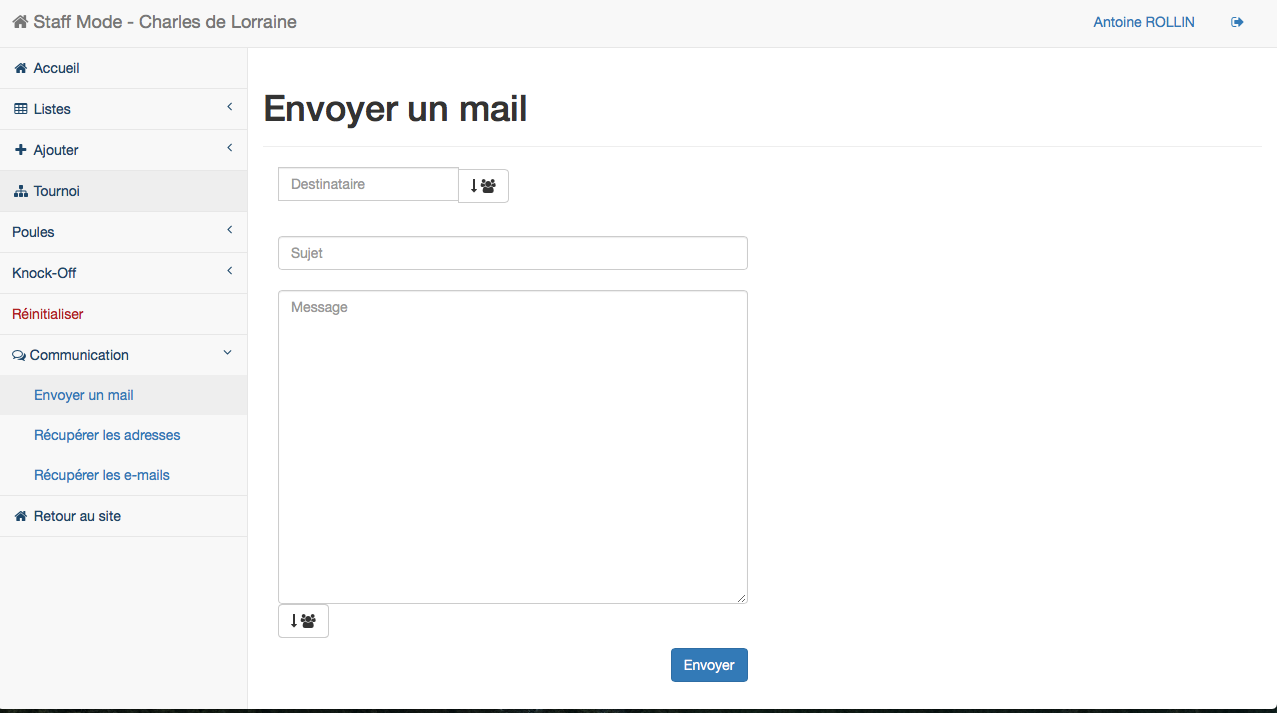 Staff Mode - Charles de Lorraine
Antoine ROLLIN
Accueil
Listes
Ajouter
Tournoi
Poules
Knock-Off
Réinitialiser
Communication
Envoyer un mail
Récupérer les adresses
Récupérer les e-mails
Retour au site
Envoyer un mail
Destinataire
Sujet
Message
Envoyer